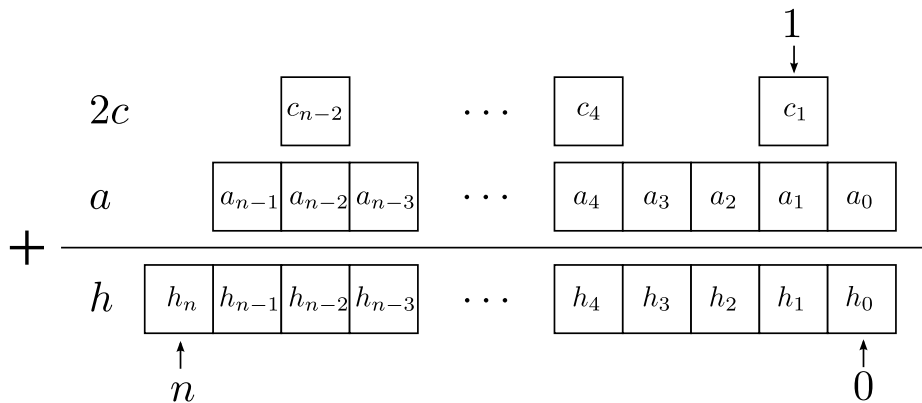 1
2c c_{n-2} ··· c_4 c_1
a a_{n-1} a_{n-2} a_{n-3} ··· a_4 a_3 a_2 a_1 a_0
+
h h_n h_{n-1} h_{n-2} h_{n-3} ··· h_4 h_3 h_2 h_1 h_0
n 0